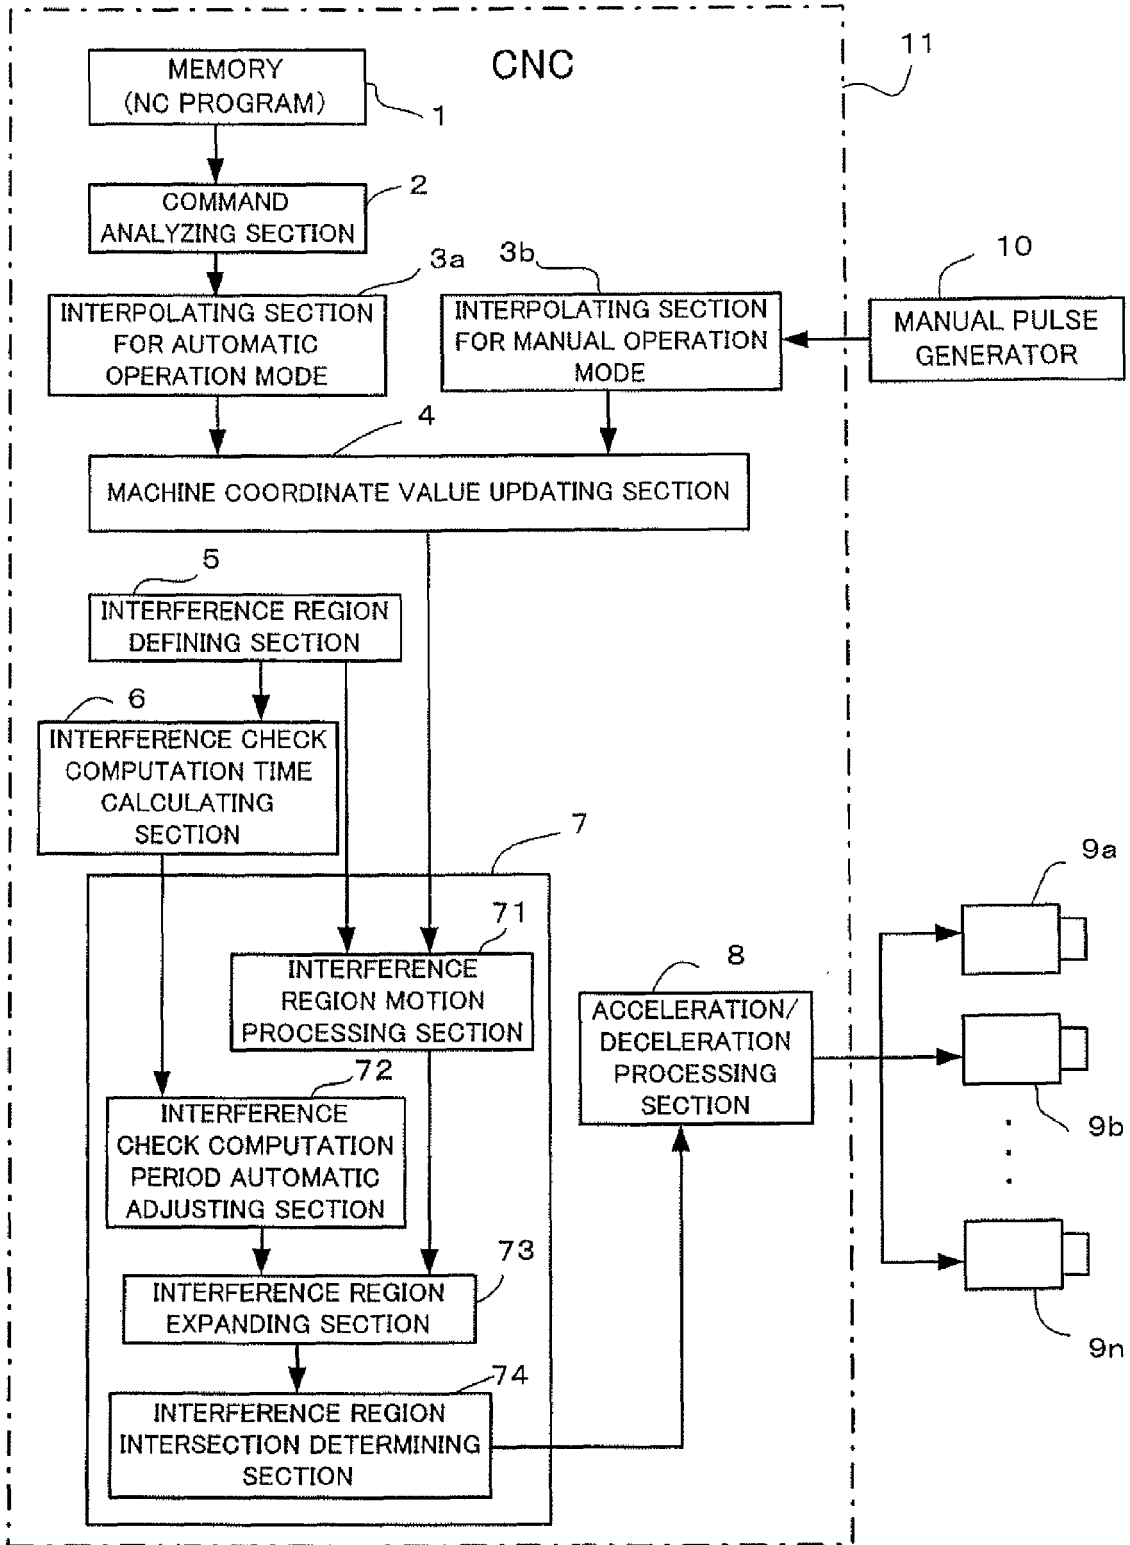 CNC
11
MEMORY
(NC PROGRAM)
1
2
COMMAND
ANALYZING SECTION
3a
3b
10
INTERPOLATING SECTION
FOR AUTOMATIC
OPERATION MODE
INTERPOLATING SECTION
FOR MANUAL OPERATION
MODE
MANUAL PULSE
GENERATOR
4
MACHINE COORDINATE VALUE UPDATING SECTION
5
INTERFERENCE REGION
DEFINING SECTION
6
INTERFERENCE CHECK
COMPUTATION TIME
CALCULATING
SECTION
7
71
INTERFERENCE
REGION MOTION
PROCESSING SECTION
8
ACCELERATION/
DECELERATION
PROCESSING
SECTION
9a
9b
9n
72
INTERFERENCE
CHECK COMPUTATION
PERIOD AUTOMATIC
ADJUSTING SECTION
73
INTERFERENCE REGION
EXPANDING SECTION
74
INTERFERENCE REGION
INTERSECTION DETERMINING
SECTION